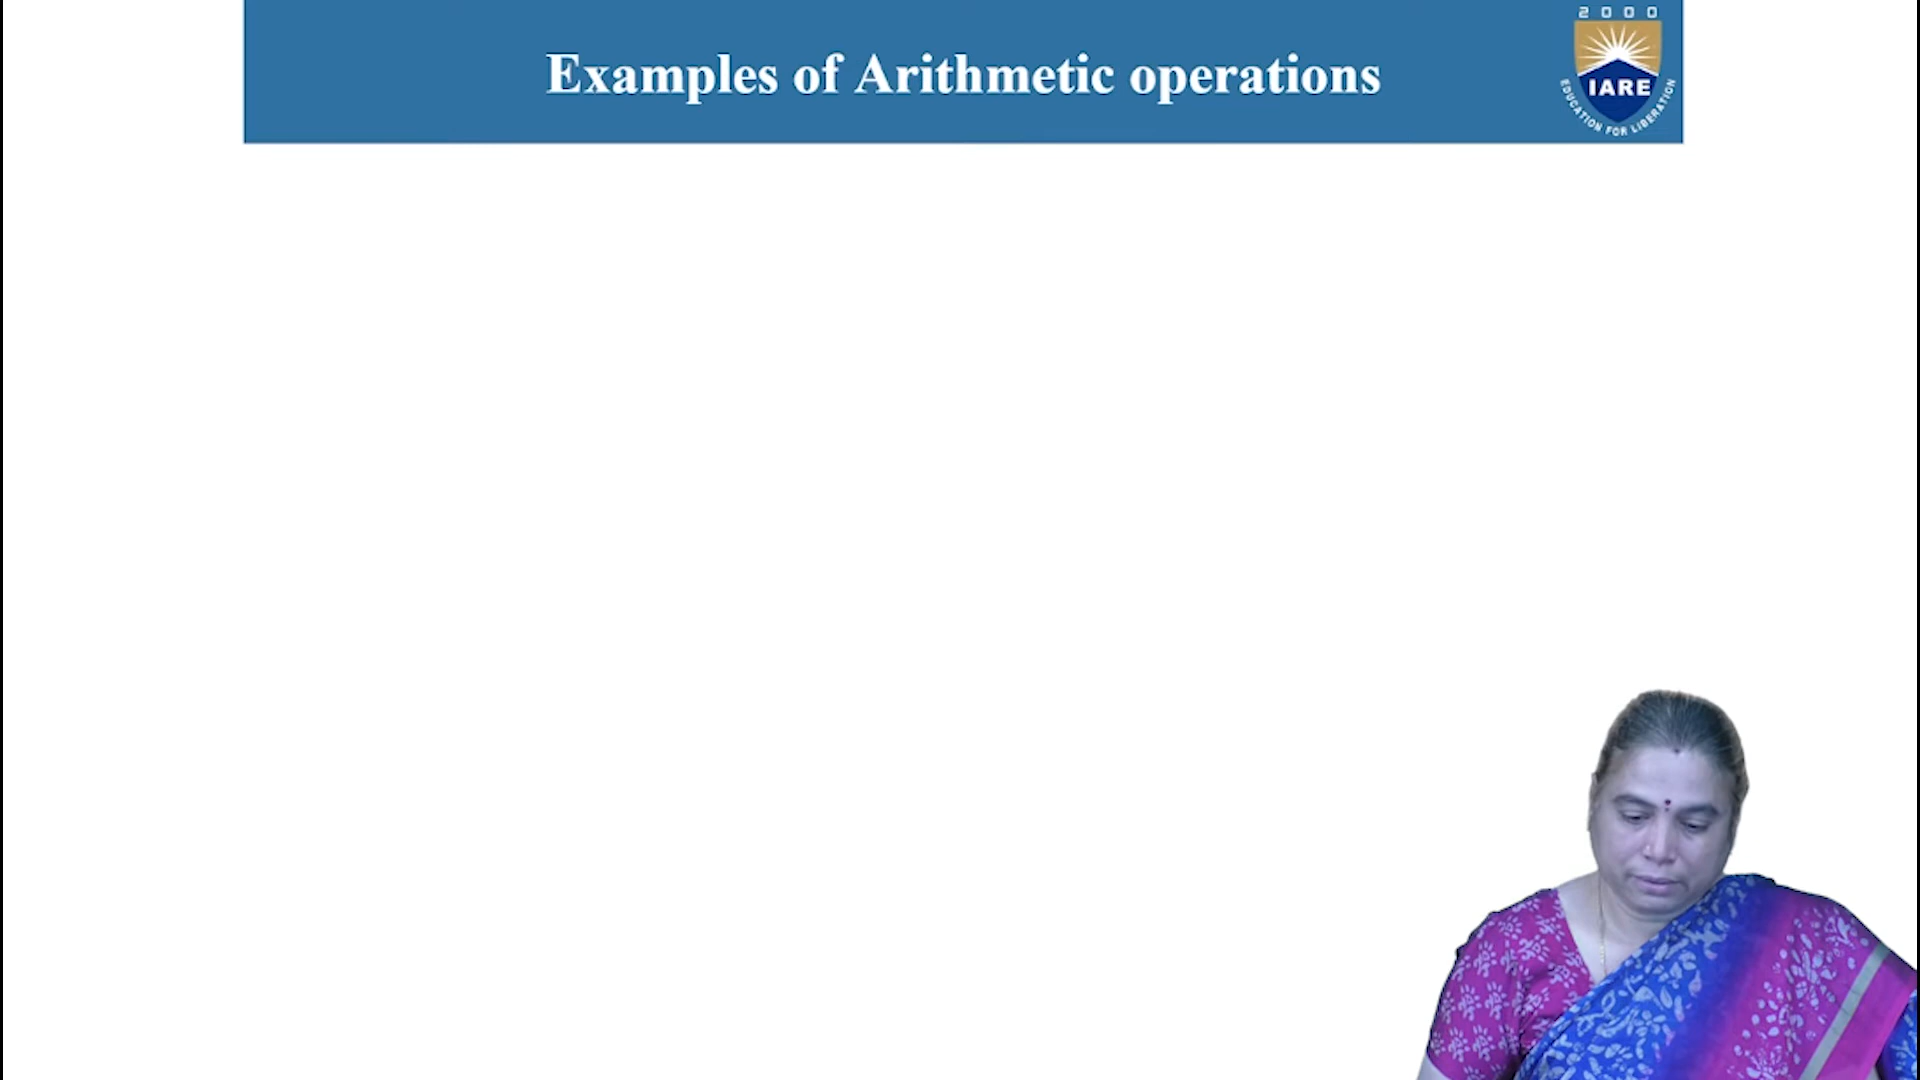 2000
Examples of Arithmetic operations
IARE
EDUCATION FOR LIBERATION